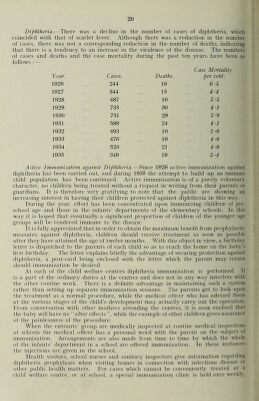 20
Diphtheria—There was a decline in the number of cases of diphtheria, which
coincided with that of scarlet fever. Although there was a reduction in the number
of cases, there was not a corresponding reduction in the number of deaths, indicating
that there is a tendency to an increase in the virulence of the disease. The numbers
of cases and deaths and the case mortality during the past ten years have been as
follows :—
Case Mortality
Year. Cases. Deaths. per cent.
1926 244 16 6·5
1927 344 15 4·4
1928 487 16 3·3
1929 735 30 4·1
1930 731 29 3·9
1931 589 24 4·1
1932 493 10 2·0
1933 476 19 4·0
1934 520 21 4·0
1935 349 19 5·4
Active Immunisation against Diphtheria.—Since 1926 active immunisation against
diphtheria has been carried out, and during 1935 the attempt to build up an immune
child population has been continued. Active immunisation is of a purely voluntary
character, no children being treated without a request in writing from their parents or
guardians. It is therefore very gratifying to note that the public are showing an
increasing interest in having their children protected against diphtheria in this way.
During the year, effort has been concentrated upon immunising children of pre-
school age and those in the infants' departments of the elementary schools. In this
way it is hoped that eventually a significant proportion of children of the younger age
groups will be rendered immune to the disease.
It is fully appreciated that in order to obtain the maximum benefit from prophylactic
measures against diphtheria, children should receive treatment as soon as possible
after they have attained the age of twelve months. With this object in view, a birthday
letter is despatched to the parents of each child so as to reach the home on the baby's
first birthday. The letter explains briefly the advantage of securing protection against
diphtheria, a post-card being enclosed with the letter which the parent may return
should immunisation be desired.
At each of the child welfare centres diphtheria immunisation is performed. It
is a part of the ordinary duties at the centres and does not in any way interfere with
the other routine work. There is a definite advantage in maintaining such a system
rather than setting up separate immunisation sessions. The parents get to look upon
the treatment as a normal procedure, while the medical officer who has advised them
at the various stages of the child's development may actually carry out the operation.
From conversation with other mothers attending the centres, it is soon realised that
the baby will have no "after effects", while the example of other children gives assurance
of the painlessness of the procedure.
When the entrants' group are medically inspected at routine medical inspections
at schools the medical officer has a personal word with the parent on the subject of
immunisation. Arrangements are also made from time to time by which the whole
of the infants' department in a school are offered immunisation. In these instances
the injections are given in the school.
Health visitors, school nurses and sanitary inspectors give information regarding
diphtheria prophylaxis when visiting homes in connection with infectious disease or
other public health matters. For cases which cannot be conveniently treated at a
child welfare centre, or at school, a special immunisation clinic is held once weekly,